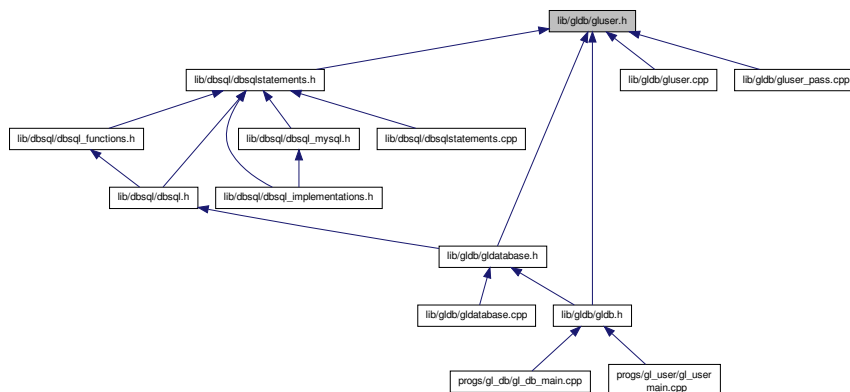 lib/gldb/gluser.h
lib/dbsql/dbsqlstatements.h
lib/gldb/gluser.cpp
lib/gldb/gluser_pass.cpp
lib/dbsql/dbsql_functions.h
lib/dbsql/dbsql_mysql.h
lib/dbsql/dbsqlstatements.cpp
lib/dbsql/dbsql.h
lib/dbsql/dbsql_implementations.h
lib/gldb/gldatabase.h
lib/gldb/gldatabase.cpp
lib/gldb/gldb.h
progs/gl_db/gl_db_main.cpp
progs/gl_user/gl_user
_main.cpp